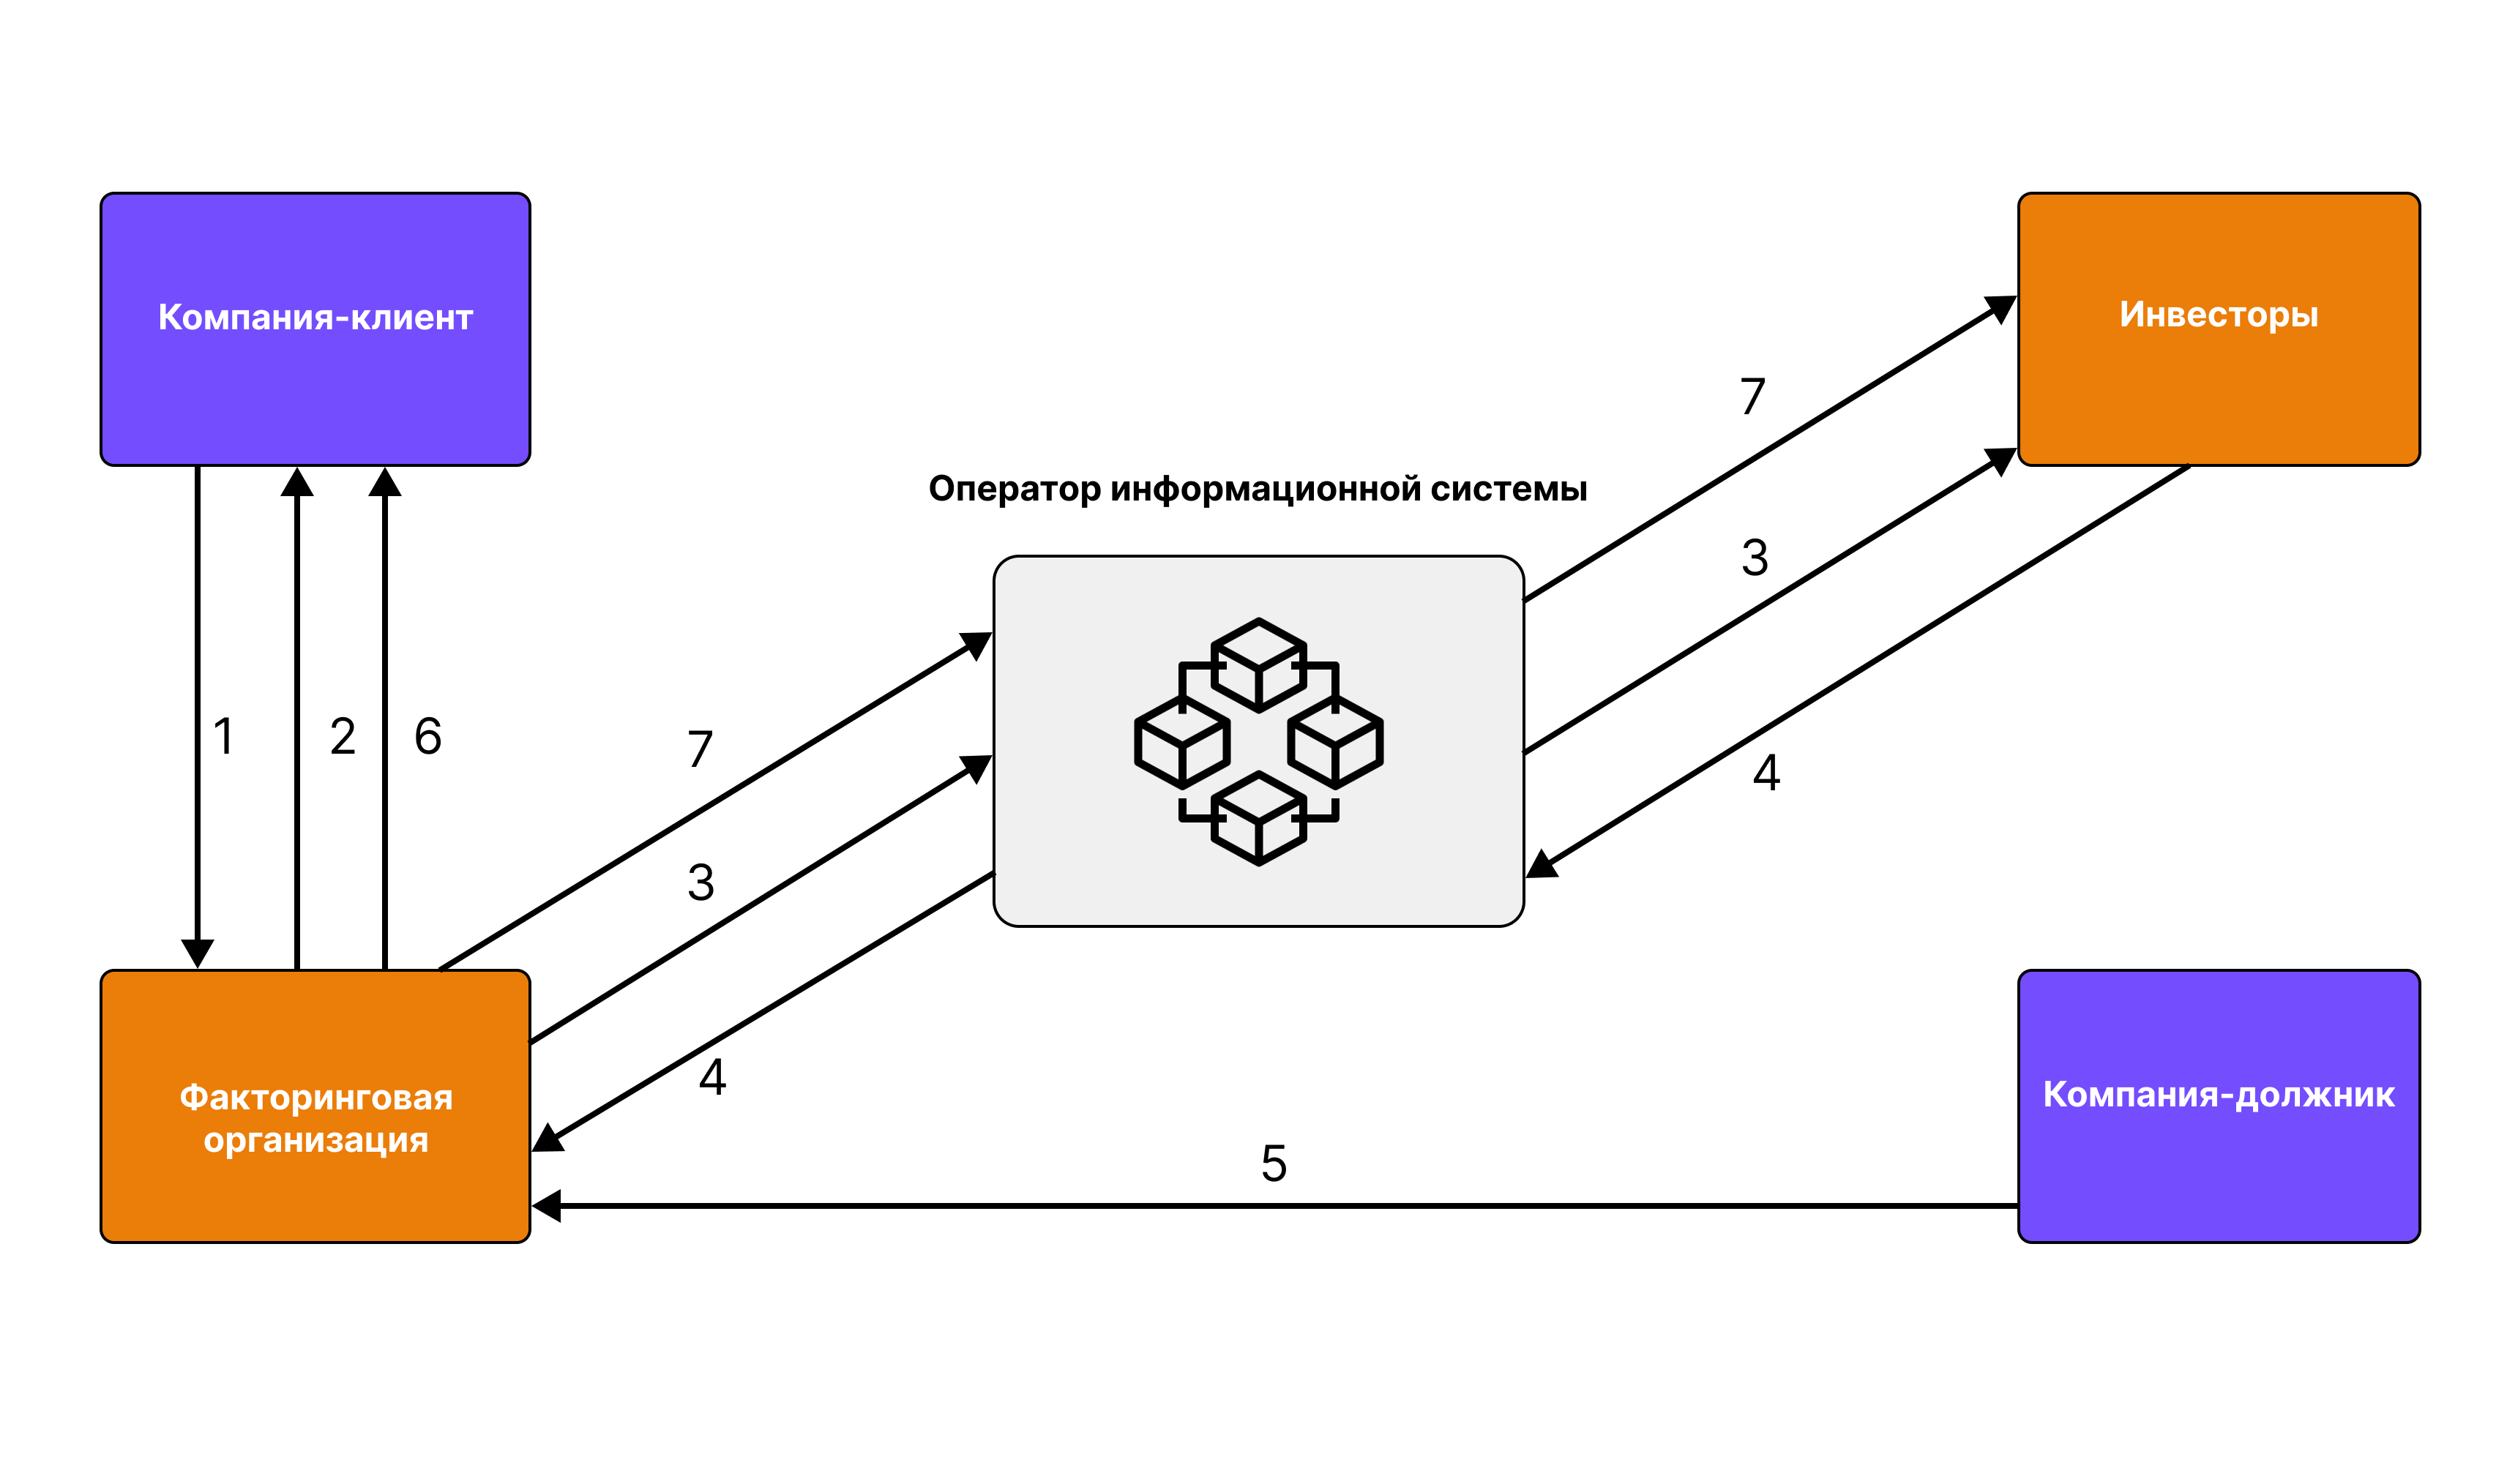 Компания-клиент
Инвесторы
7
Оператор информационной системы
3
1
2
6
7
4
3
4
Факторинговая
организация
Компания-должник
5